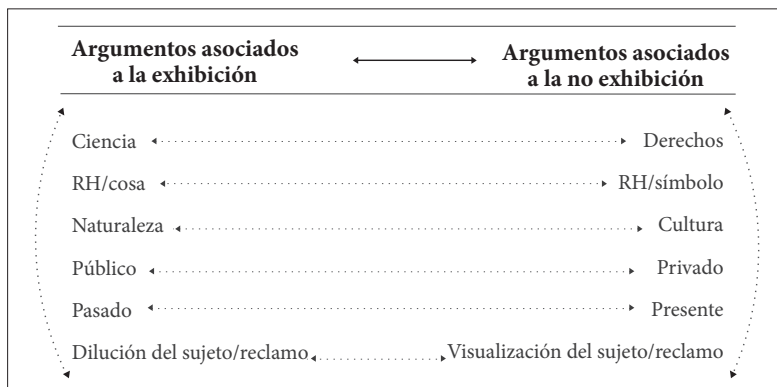 Argumentos asociados
a la exhibición
Argumentos asociados
a la no exhibición
Ciencia Derechos
RH/cosa RH/símbolo
Naturaleza Cultura
Público Privado
Pasado Presente
Dilución del sujeto/reclamo Visualización del sujeto/reclamo